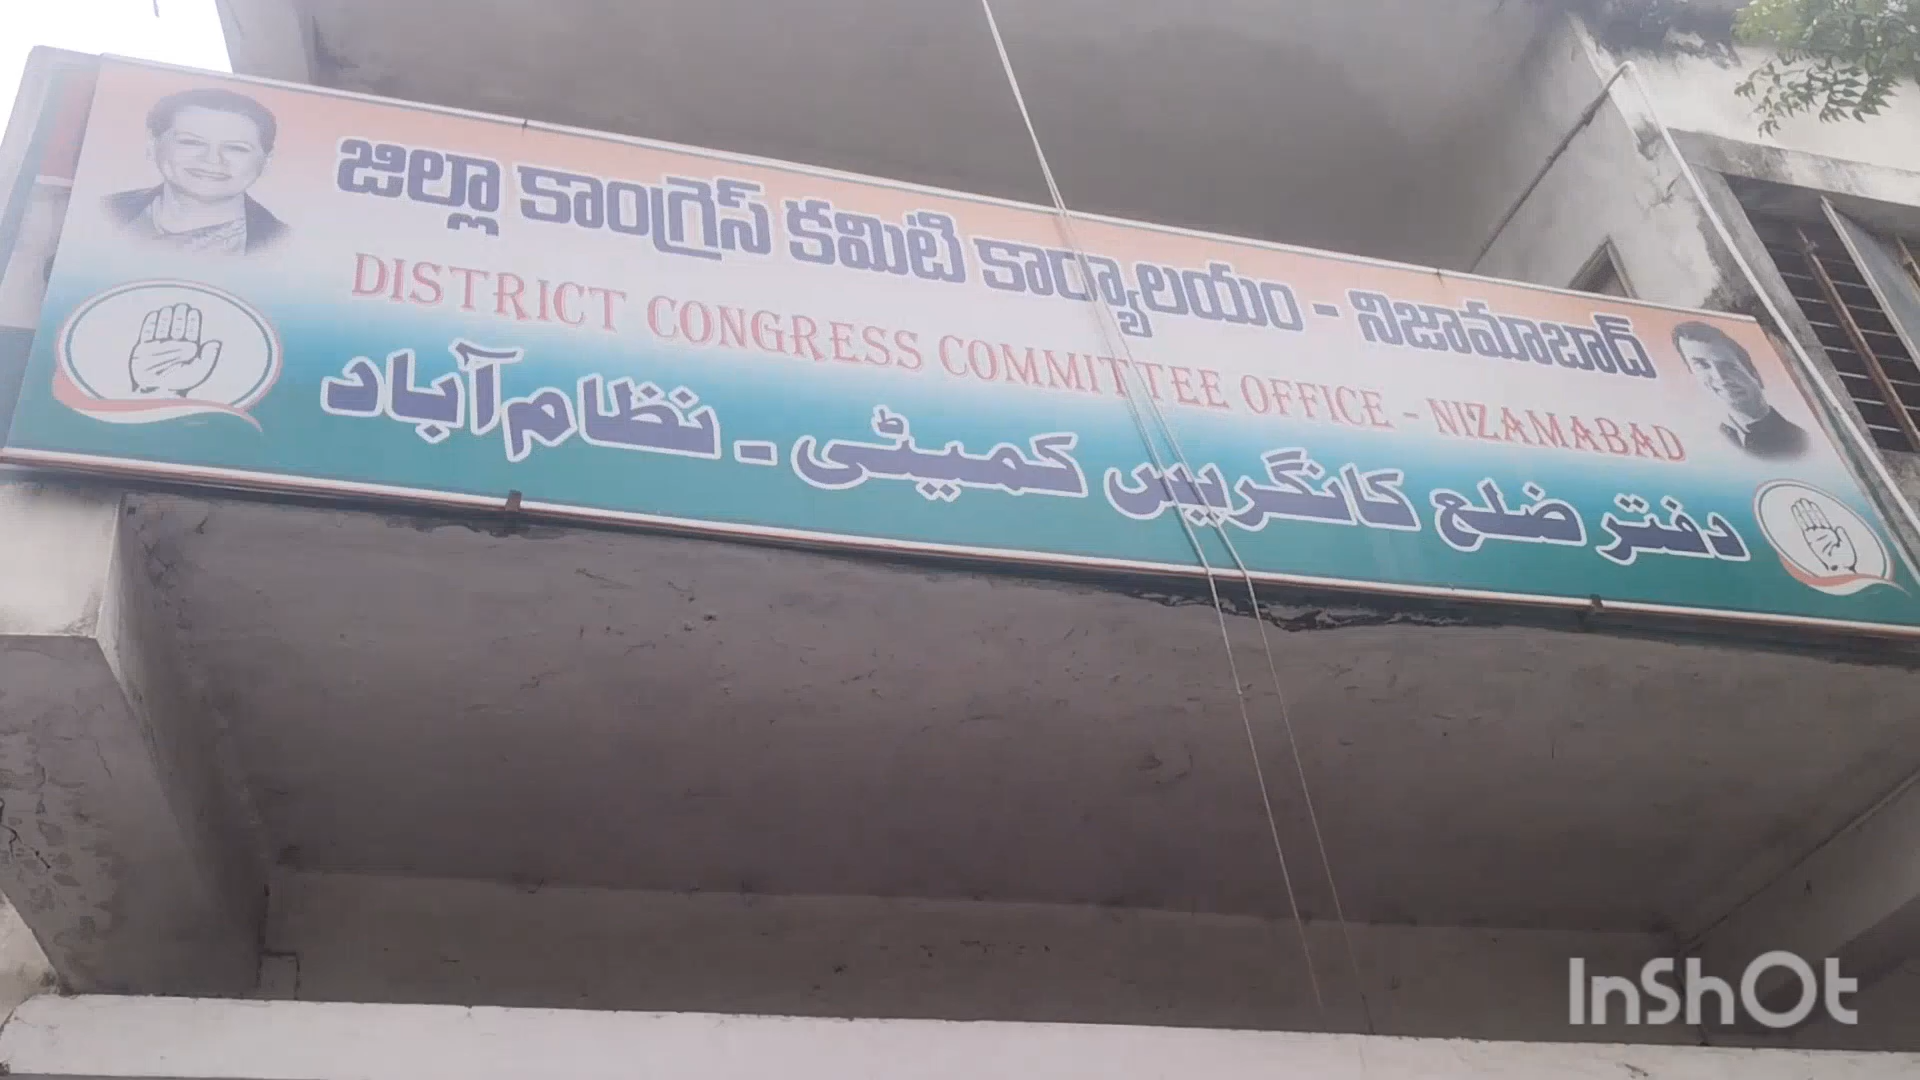 జిల్లా కాంగ్రెస్ కమిటి కార్యాలయం - నిజామాబాద్
DISTRICT CONGRESS COMMITTEE OFFICE - NIZAMABAD
دفتر ضلع کانگریس کمیٹی - نظام آباد
InShOt